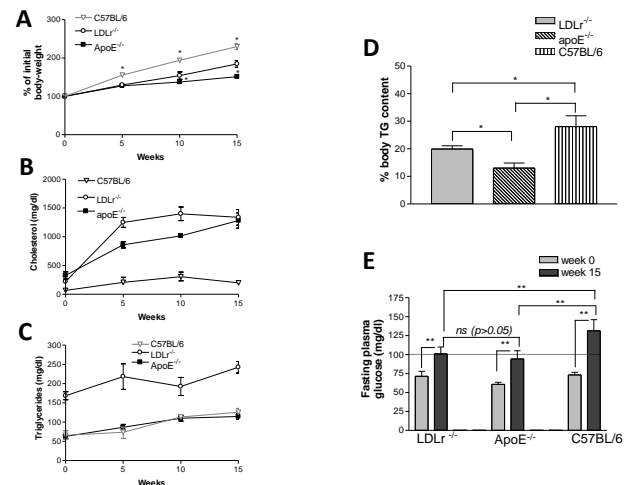 A
C57BL/6
LDLr-/-
ApoE-/-
% of initial
body-weight
300
200
100
0
*
*
*
*
*
*
0
5
10
15
Weeks
B
C57BL/6
LDLr-/-
apoE-/-
Cholesterol (mg/dl)
2000
1500
1000
500
0
0
5
10
15
Weeks
C
C57BL/6
LDLr-/-
ApoE-/-
Triglycerides (mg/dl)
300
250
200
150
100
50
0
0
5
10
15
Weeks
D
LDLr-/-
apoE-/-
C57BL/6
% body TG content
50
40
30
20
10
0
*
*
*
E
week 0
week 15
Fasting plasma
glucose (mg/dl)
175
150
125
100
75
50
25
0
**
**
ns (p>0.05)
**
**
**
LDLr -/-
ApoE-/-
C57BL/6